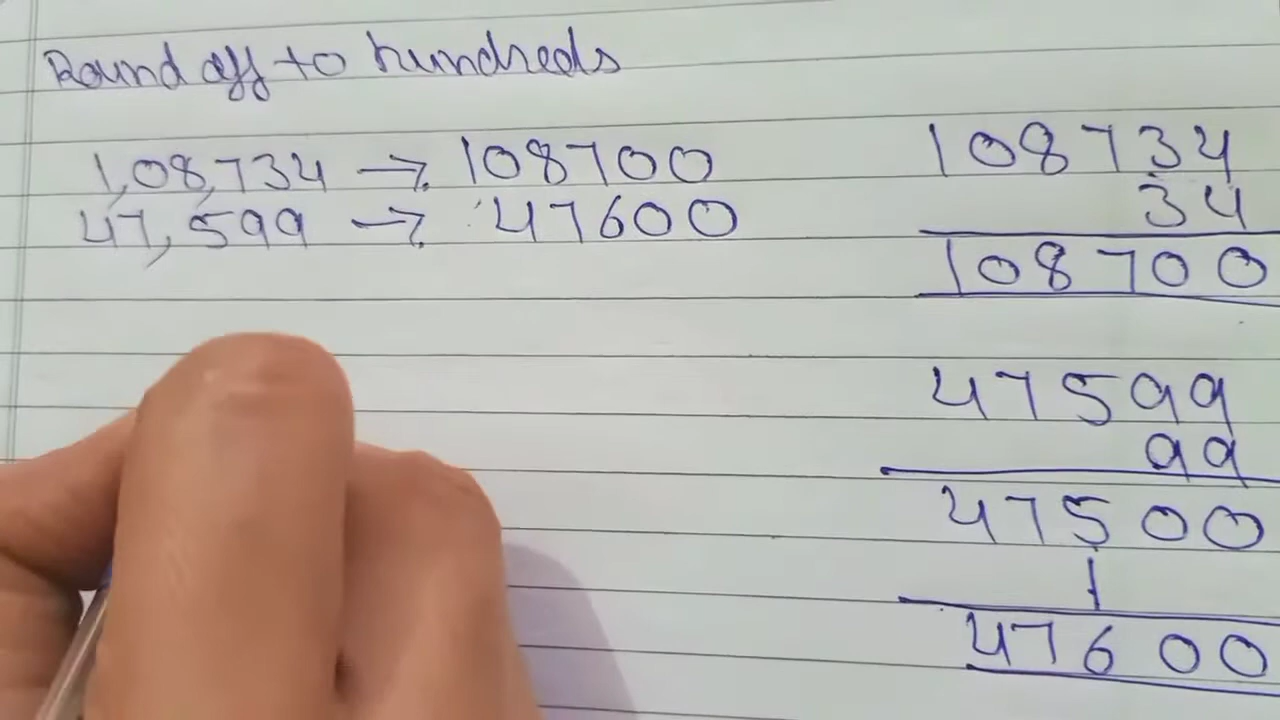 Round off to hundreds
1,08,734 → 108700
47,599 → 47600
108734
34
108700
47599
99
47500
1
47600